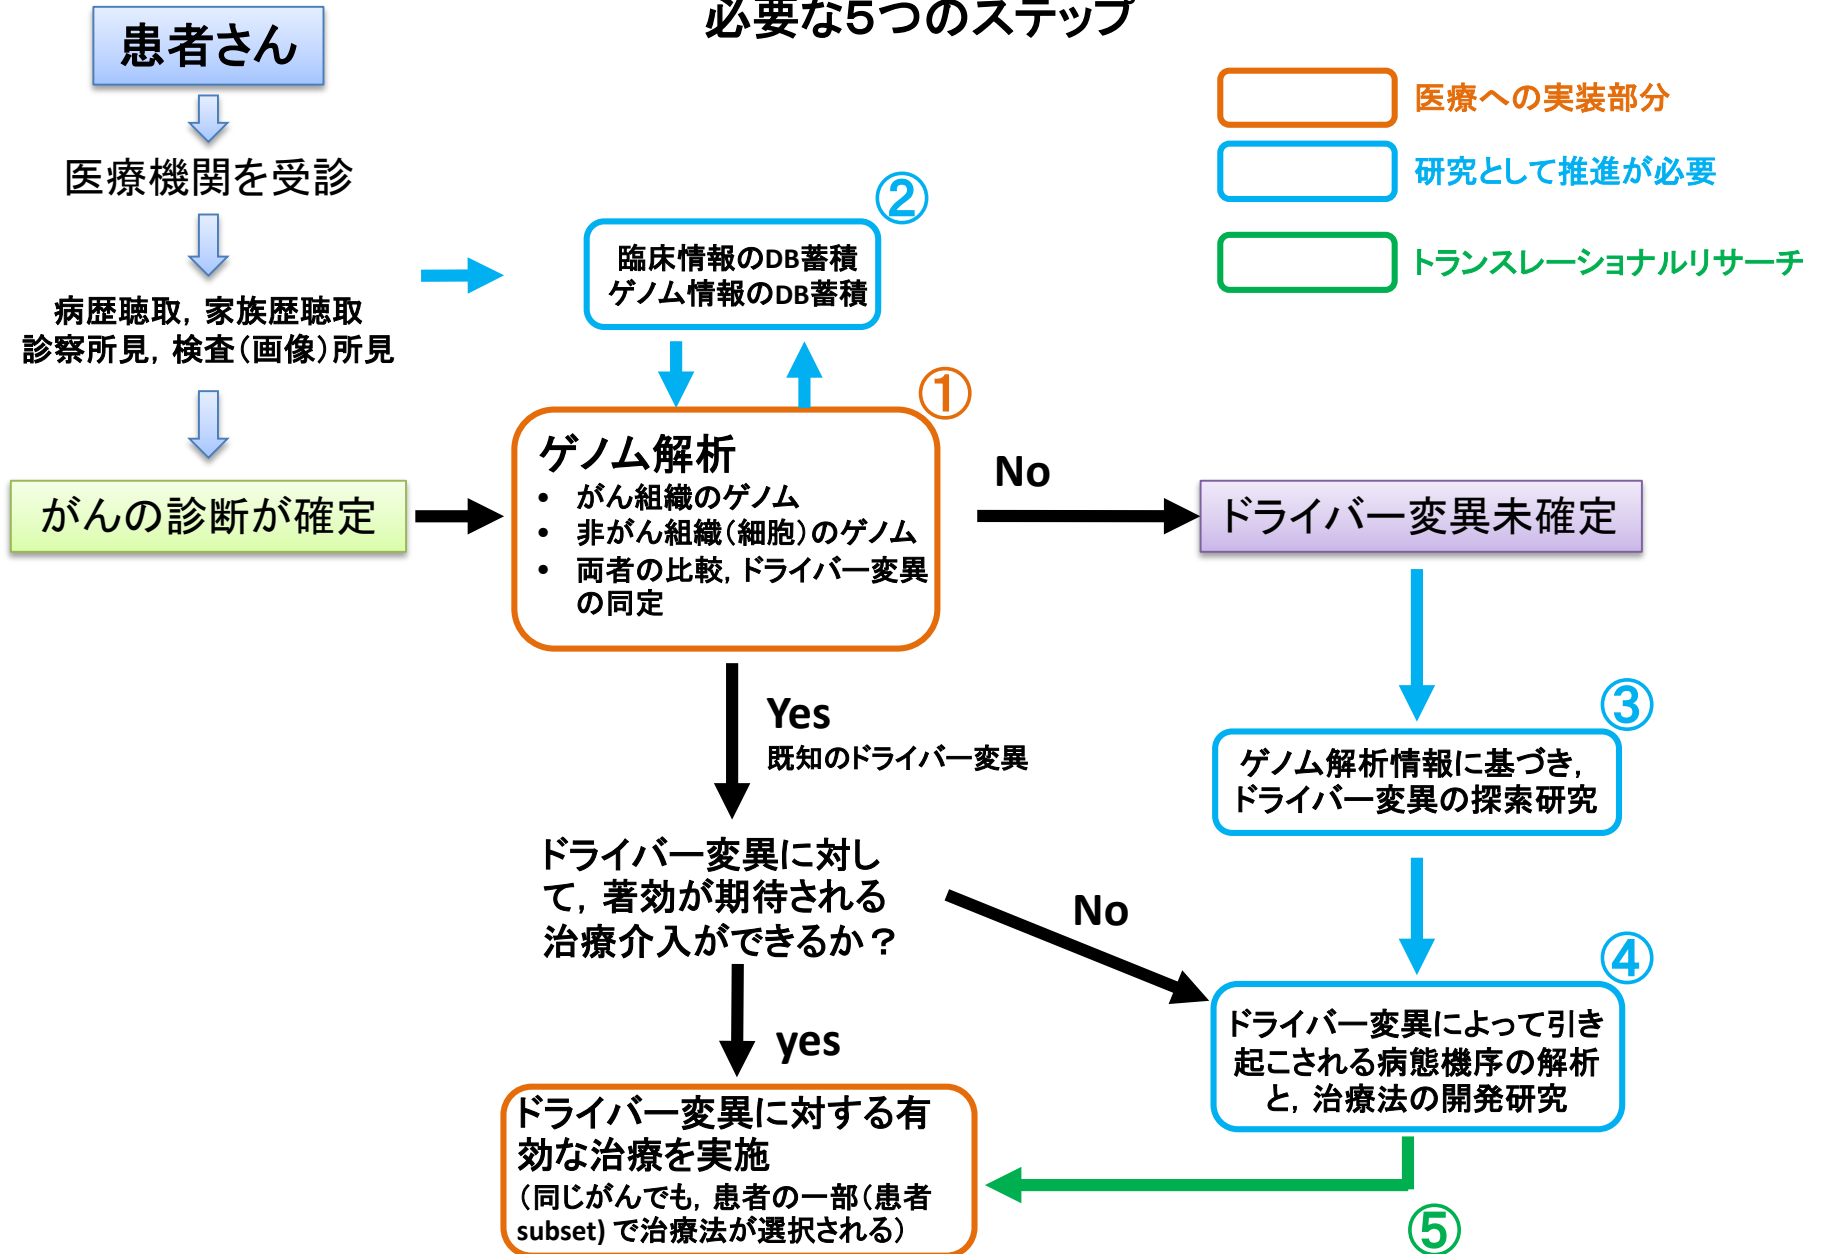 必要な5つのステップ
患者さん
医療機関を受診
病歴聴取，家族歴聴取
診察所見，検査（画像）所見
がんの診断が確定
医療への実装部分
研究として推進が必要
トランスレーショナルリサーチ
②
臨床情報のDB蓄積
ゲノム情報のDB蓄積
①
ゲノム解析
• がん組織のゲノム
• 非がん組織（細胞）のゲノム
• 両者の比較，ドライバー変異
の同定
No
ドライバー変異未確定
Yes
既知のドライバー変異
③
ゲノム解析情報に基づき，
ドライバー変異の探索研究
ドライバー変異に対し
て，著効が期待される
治療介入ができるか？
No
④
ドライバー変異によって引き
起こされる病態機序の解析
と，治療法の開発研究
yes
ドライバー変異に対する有
効な治療を実施
（同じがんでも，患者の一部（患者
subset) で治療法が選択される）
⑤